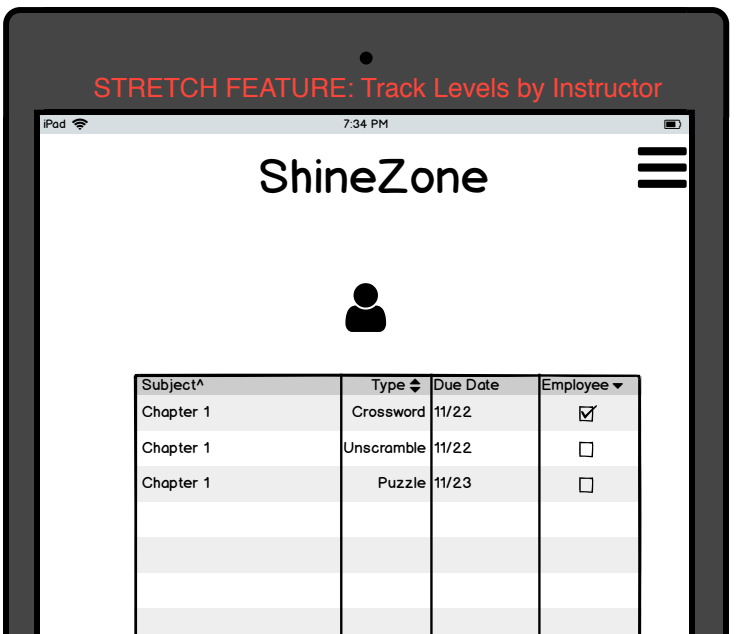 STRETCH FEATURE: Track Levels by Instructor
iPad 7:34 PM
ShineZone
Subject^ Type Due Date Employee
Chapter 1 Crossword 11/22
Chapter 1 Unscramble 11/22
Chapter 1 Puzzle 11/23